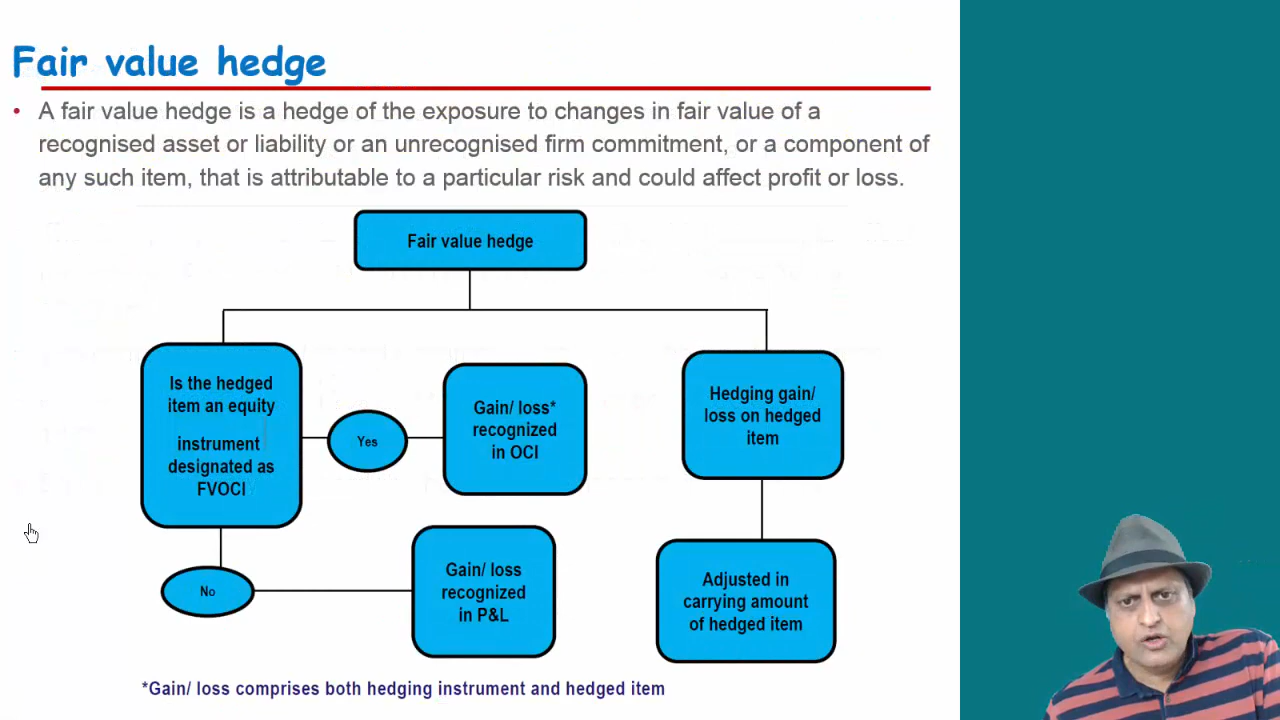 Fair value hedge
• A fair value hedge is a hedge of the exposure to changes in fair value of a
recognised asset or liability or an unrecognised firm commitment, or a component of
any such item, that is attributable to a particular risk and could affect profit or loss.
Fair value hedge
Is the hedged
item an equity
instrument
designated as
FVOCI
Yes
Gain/ loss*
recognized
in OCI
Hedging gain/
loss on hedged
item
No
Gain/ loss
recognized
in P&L
Adjusted in
carrying amount
of hedged item
*Gain/ loss comprises both hedging instrument and hedged item